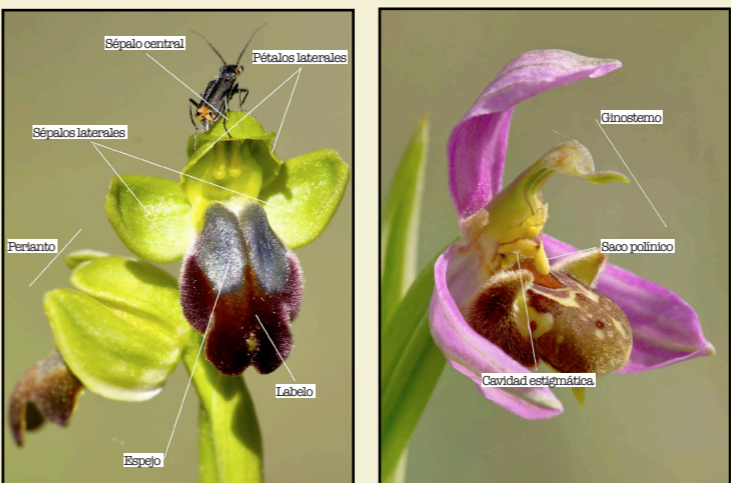 Sépalo central
Pétalos laterales
Sépalos laterales
Perianto
Labelo
Espejo
Ginostemo
Saco polínico
Cavidad estigmática